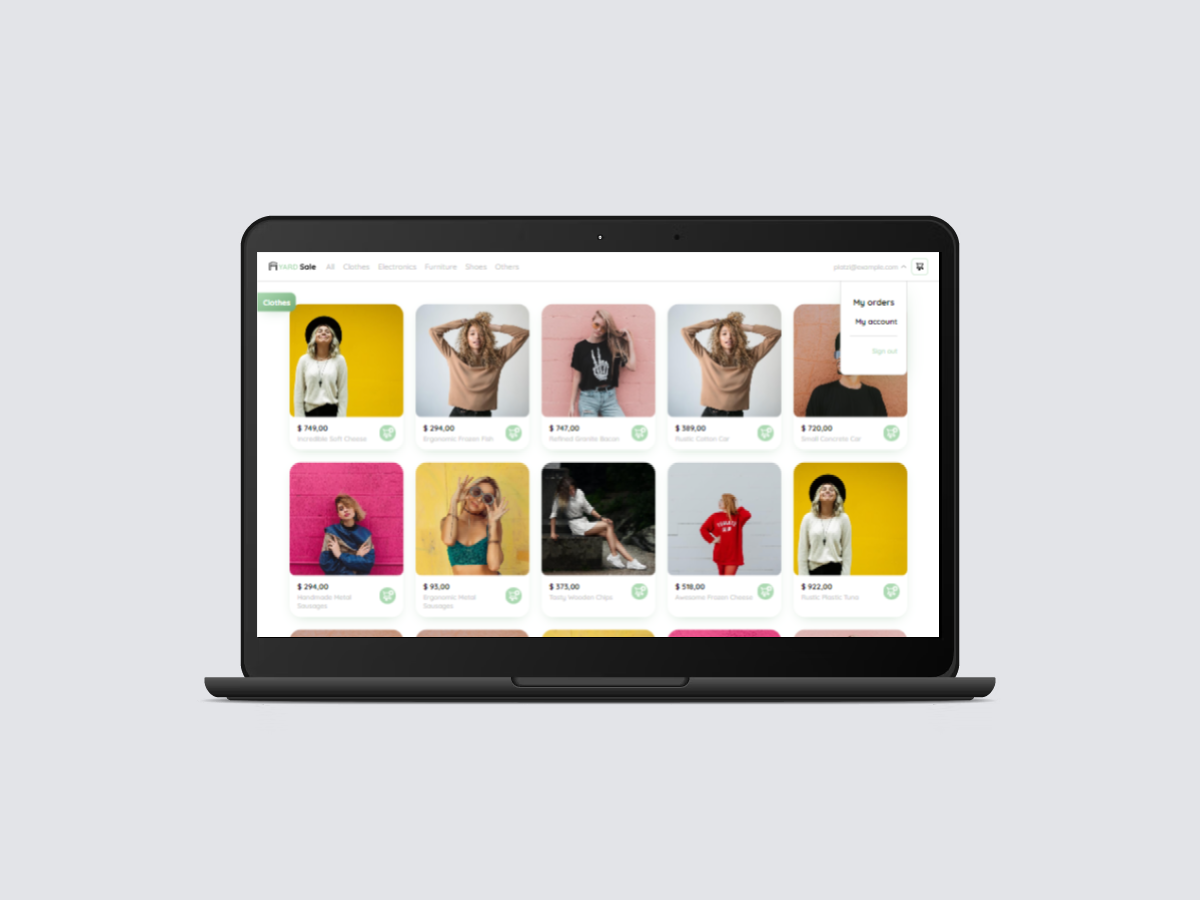 YARD Sale All Clothes Electronics Furniture Shoes Others platzi@example.com
Clothes
My orders
My account
Sign out
$ 749,00
Incredible Soft Cheese
$ 294,00
Ergonomic Frozen Fish
$ 747,00
Refined Granite Bacon
$ 389,00
Rustic Cotton Car
$ 720,00
Small Concrete Car
$ 294,00
Handmade Metal
Sausages
$ 93,00
Ergonomic Metal
Sausages
$ 373,00
Tasty Wooden Chips
$ 518,00
Awesome Frozen Cheese
$ 922,00
Rustic Plastic Tuna